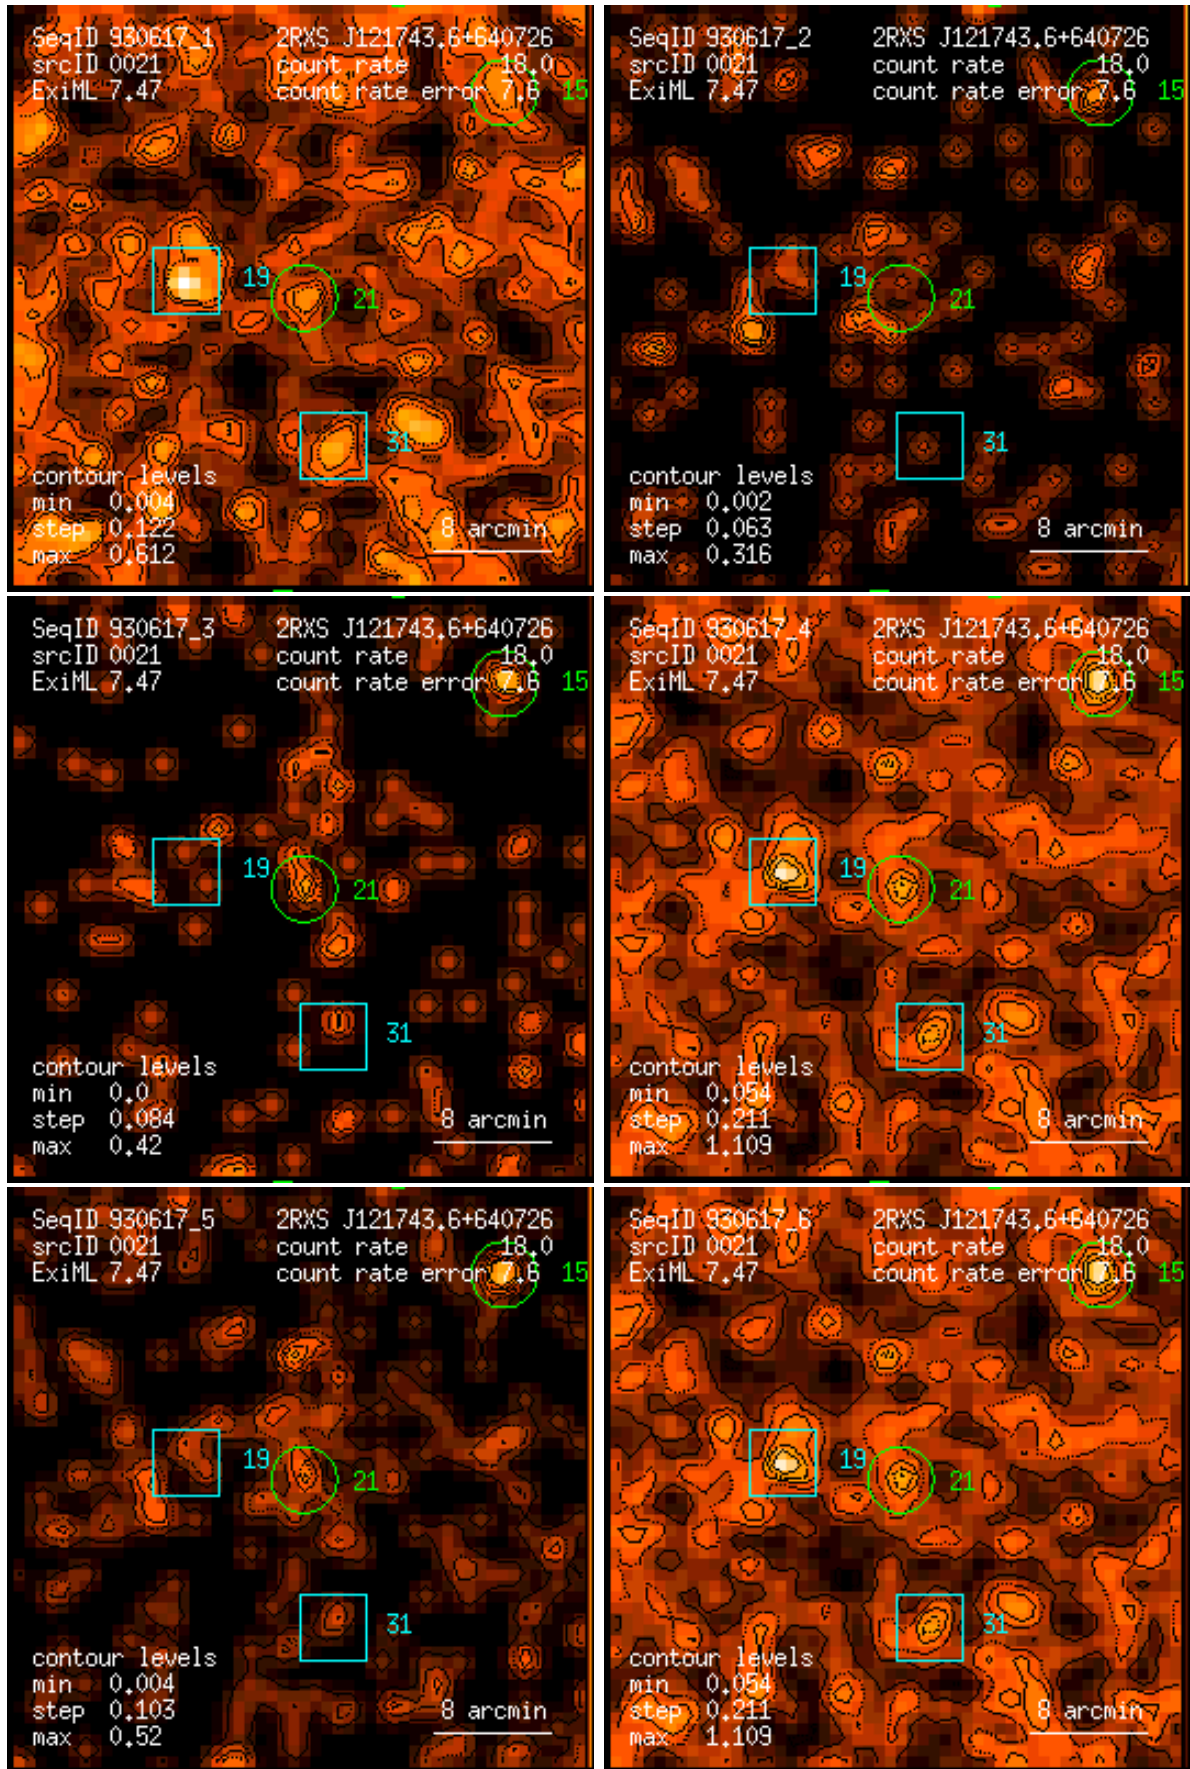 SeqID 930617_1 2RXS J121743.6+640726
srcID 0021 count rate 18.0
ExiML 7.47 count rate error 7.6 15
19
21
31
contour levels
min 0.004
step 0.122 8 arcmin
max 0.612
SeqID 930617_2 2RXS J121743.6+640726
srcID 0021 count rate 18.0
ExiML 7.47 count rate error 7.6 15
19
21
31
contour levels
min 0.002
step 0.063 8 arcmin
max 0.316
SeqID 930617_3 2RXS J121743.6+640726
srcID 0021 count rate 18.0
ExiML 7.47 count rate error 7.6 15
19
21
31
contour levels
min 0.0
step 0.084 8 arcmin
max 0.42
SeqID 930617_4 2RXS J121743.6+640726
srcID 0021 count rate 18.0
ExiML 7.47 count rate error 7.6 15
19
21
31
contour levels
min 0.054
step 0.211 8 arcmin
max 1.109
SeqID 930617_5 2RXS J121743.6+640726
srcID 0021 count rate 18.0
ExiML 7.47 count rate error 7.6 15
19
21
31
contour levels
min 0.004
step 0.103 8 arcmin
max 0.52
SeqID 930617_6 2RXS J121743.6+640726
srcID 0021 count rate 18.0
ExiML 7.47 count rate error 7.6 15
19
21
31
contour levels
min 0.054
step 0.211 8 arcmin
max 1.109